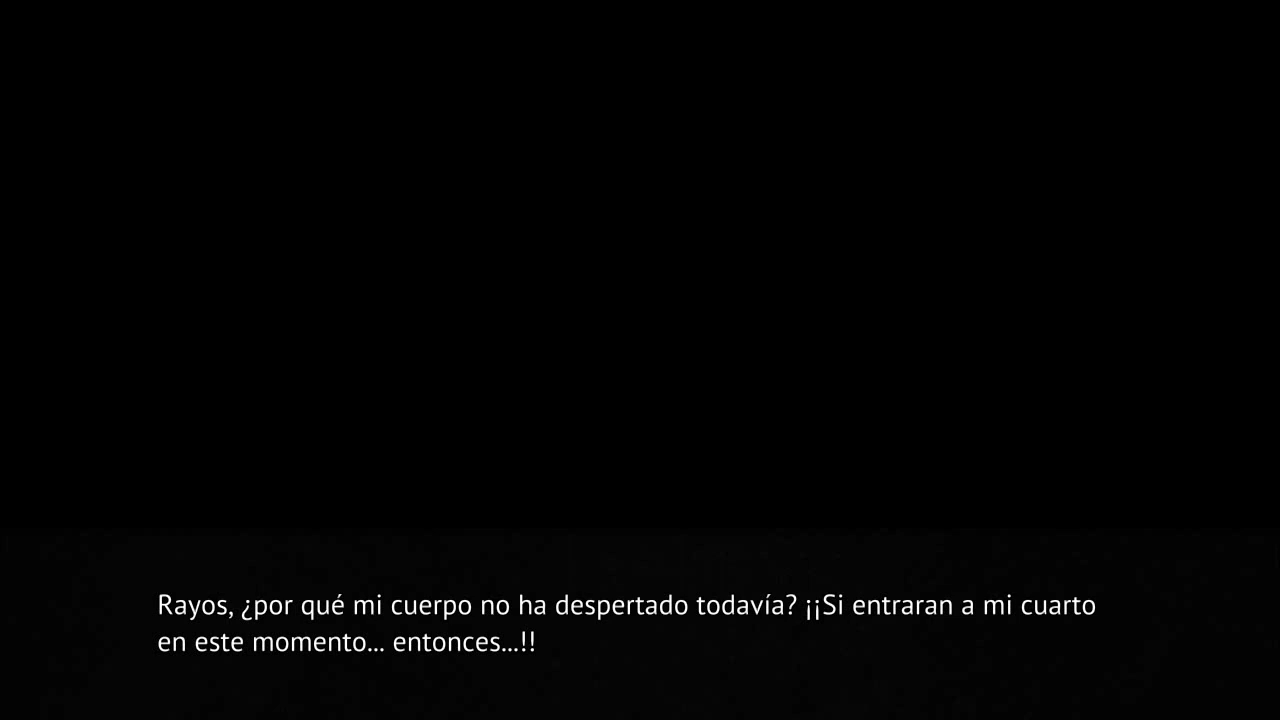 Rayos, ¿por qué mi cuerpo no ha despertado todavía? ¡¡Si entraran a mi cuarto
en este momento... entonces...!!